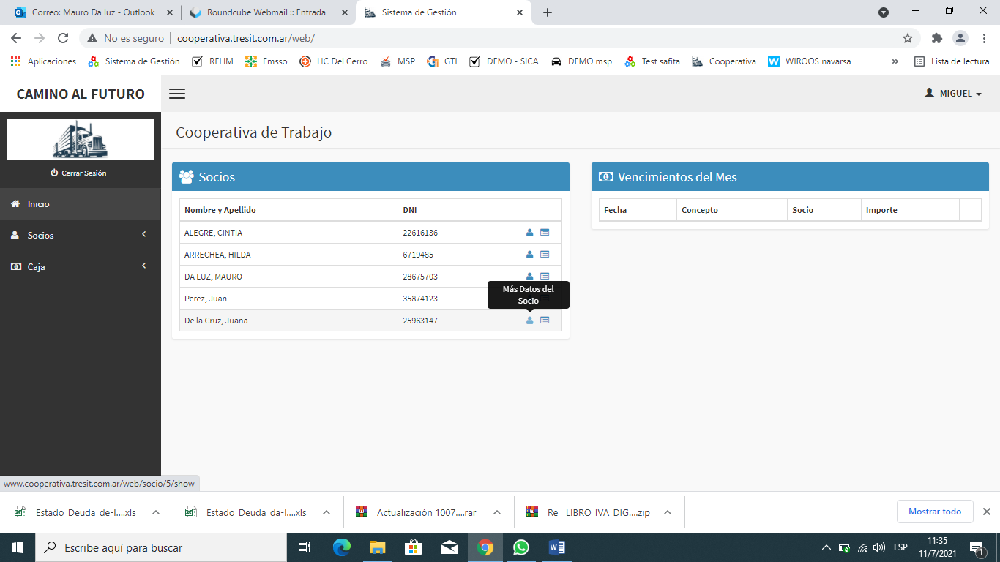 Correo: Mauro Da luz - Outlook
Roundcube Webmail :: Entrada
Sistema de Gestión
No es seguro
cooperativa.tresit.com.ar/web/
Aplicaciones
Sistema de Gestión
RELIM
Emsso
HC Del Cerro
MSP
GTI
DEMO - SICA
DEMO msp
Test safita
Cooperativa
WIROOS navarsa
»
Lista de lectura
CAMINO AL FUTURO
MIGUEL
Cerrar Sesión
Inicio
Socios
Caja
Cooperativa de Trabajo
Socios
Nombre y Apellido DNI
ALEGRE, CINTIA 22616136
ARRECHEA, HILDA 6719485
DA LUZ, MAURO 28675703
Perez, Juan 35874123
De la Cruz, Juana 25963147
Más Datos del
Socio
Vencimientos del Mes
Fecha Concepto Socio Importe
www.cooperativa.tresit.com.ar/web/socio/5/show
Estado_Deuda_de-l....xls
Estado_Deuda_da-l....xls
Actualización 1007....rar
Re__LIBRO_IVA_DIG....zip
Mostrar todo
Escribe aquí para buscar
ESP
11:35
11/7/2021
1